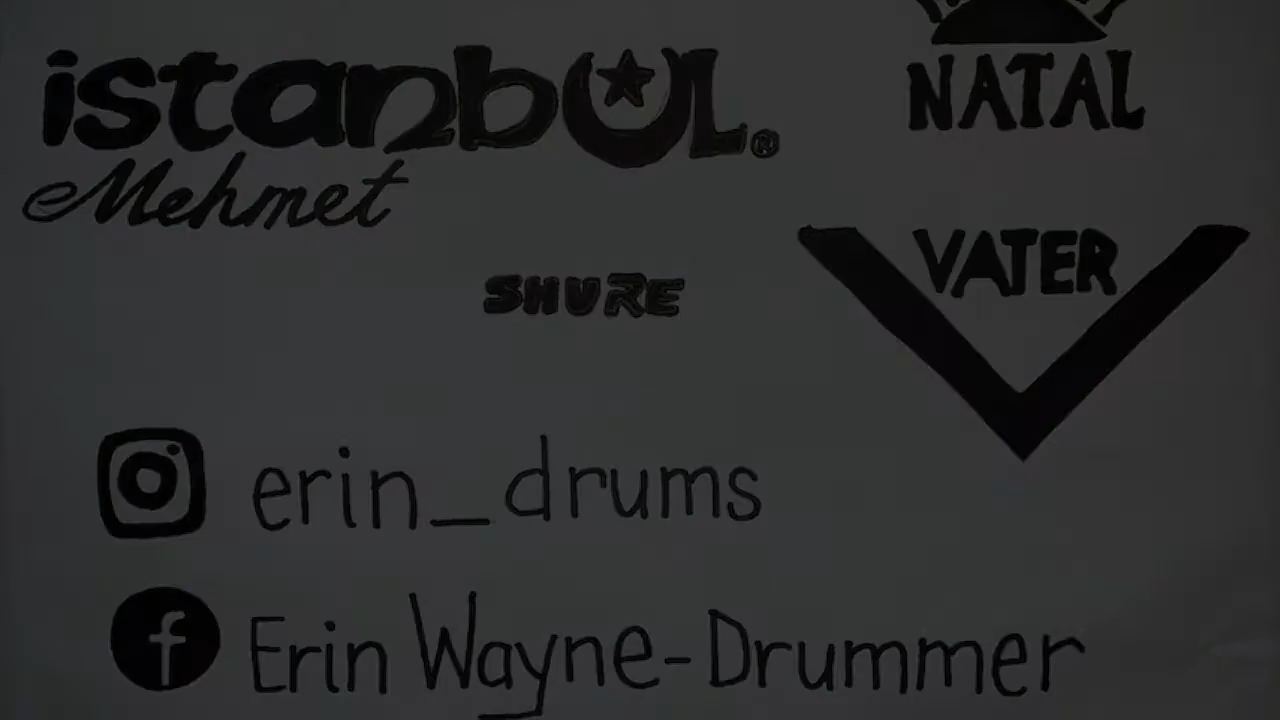 istanbUL®
Mehmet
NATAL
VATER
SHURE
erin_drums
Erin Wayne-Drummer